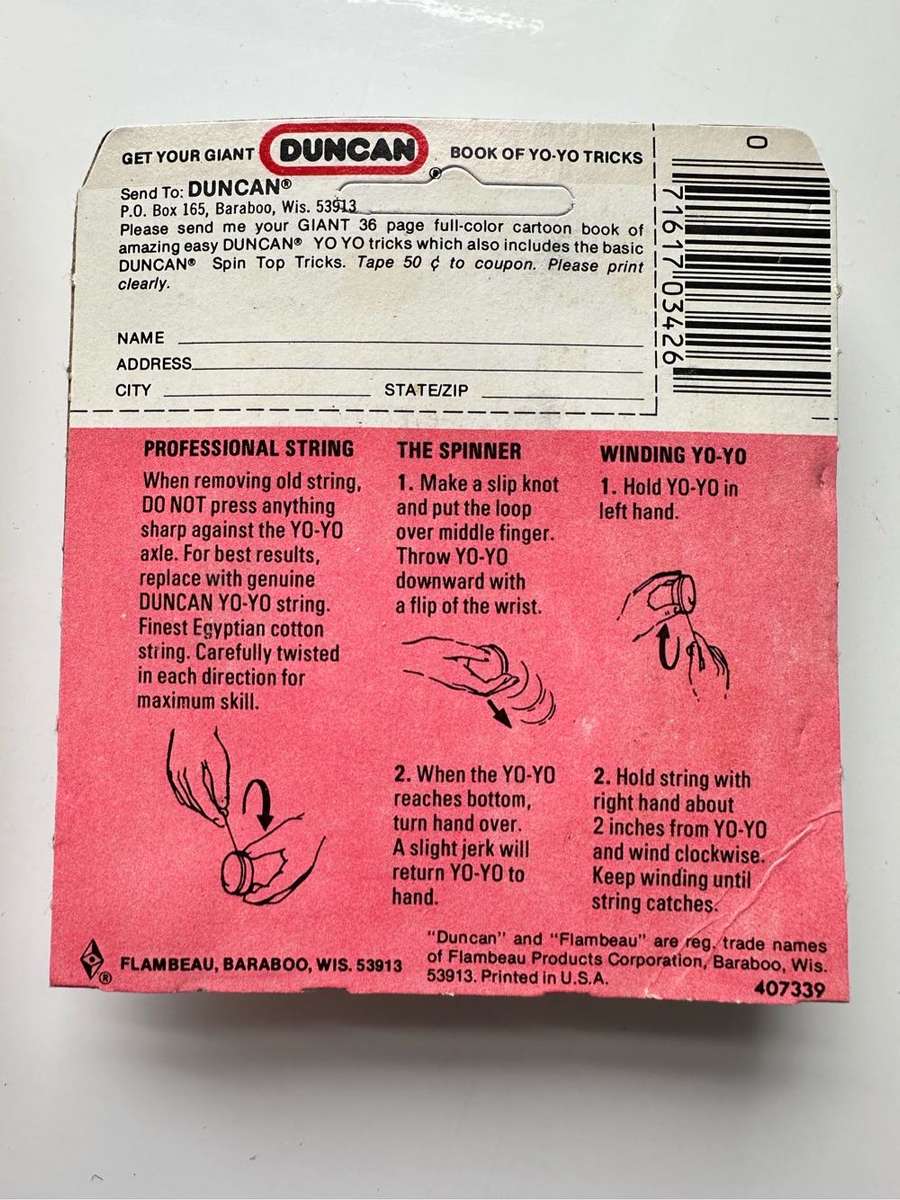 GET YOUR GIANT DUNCAN® BOOK OF YO-YO TRICKS
Send To: DUNCAN®
P.O. Box 165, Baraboo, Wis. 53913
Please send me your GIANT 36 page full-color cartoon book of
amazing easy DUNCAN® YO YO tricks which also includes the basic
DUNCAN® Spin Top Tricks. Tape 50 ¢ to coupon. Please print
clearly.
NAME
ADDRESS
CITY STATE/ZIP
0
71617 03426
PROFESSIONAL STRING
When removing old string,
DO NOT press anything
sharp against the YO-YO
axle. For best results,
replace with genuine
DUNCAN YO-YO string.
Finest Egyptian cotton
string. Carefully twisted
in each direction for
maximum skill.
THE SPINNER
1. Make a slip knot
and put the loop
over middle finger.
Throw YO-YO
downward with
a flip of the wrist.
2. When the YO-YO
reaches bottom,
turn hand over.
A slight jerk will
return YO-YO to
hand.
WINDING YO-YO
1. Hold YO-YO in
left hand.
2. Hold string with
right hand about
2 inches from YO-YO
and wind clockwise.
Keep winding until
string catches.
® FLAMBEAU, BARABOO, WIS. 53913
"Duncan" and "Flambeau" are reg. trade names
of Flambeau Products Corporation, Baraboo, Wis.
53913. Printed in U.S.A.
407339